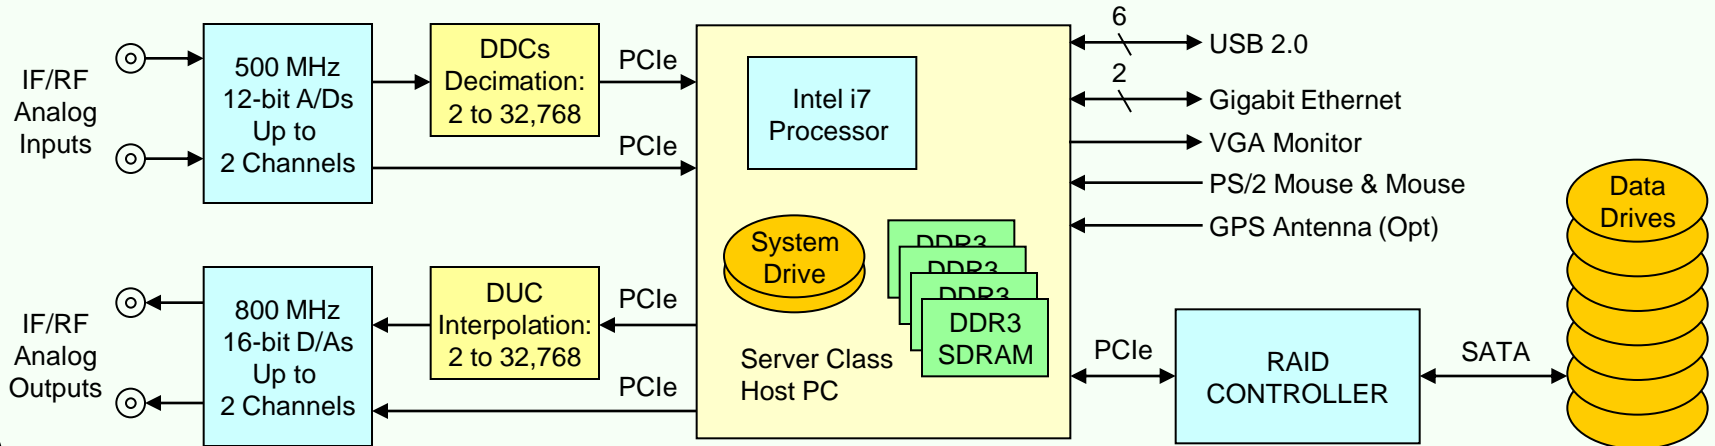 IF/RF
Analog
Inputs
500 MHz
12-bit A/Ds
Up to
2 Channels
DDCs
Decimation:
2 to 32,768
PCIe
PCIe
IF/RF
Analog
Outputs
800 MHz
16-bit D/As
Up to
2 Channels
DUC
Interpolation:
2 to 32,768
PCIe
PCIe
Intel i7
Processor
System
Drive
DDR3
DDR3
DDR3
DDR3
SDRAM
Server Class
Host PC
6
USB 2.0
2
Gigabit Ethernet
VGA Monitor
PS/2 Mouse & Mouse
GPS Antenna (Opt)
PCIe
RAID
CONTROLLER
SATA
Data
Drives